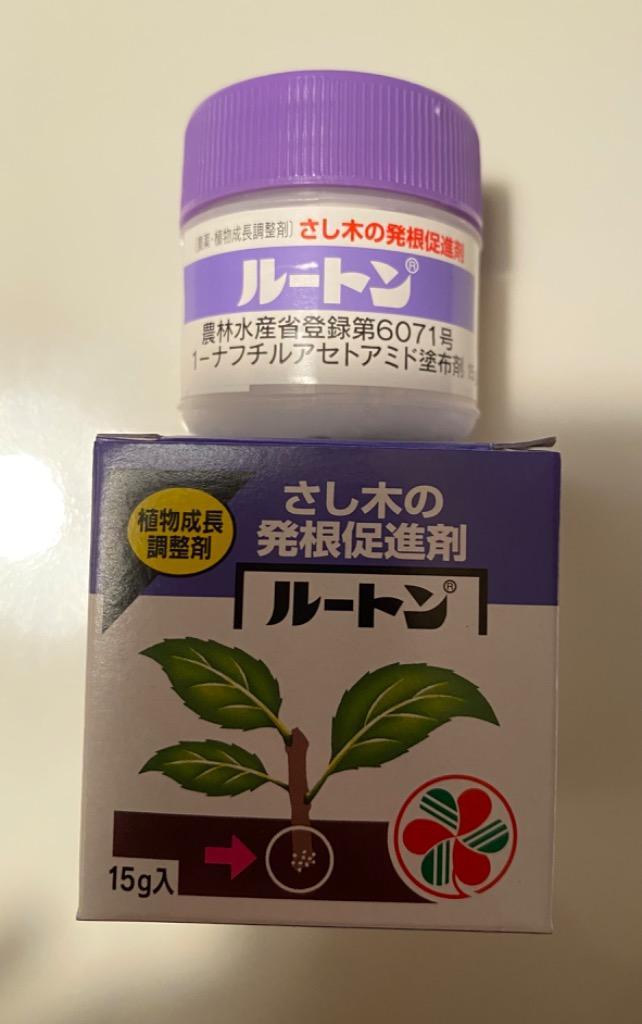 (農薬・植物成長調整剤) さし木の発根促進剤
ルートン®
農林水産省登録第6071号
1-ナフチルアセトアミド塗布剤
植物成長
調整剤
さし木の
発根促進剤
ルートン®
15g入